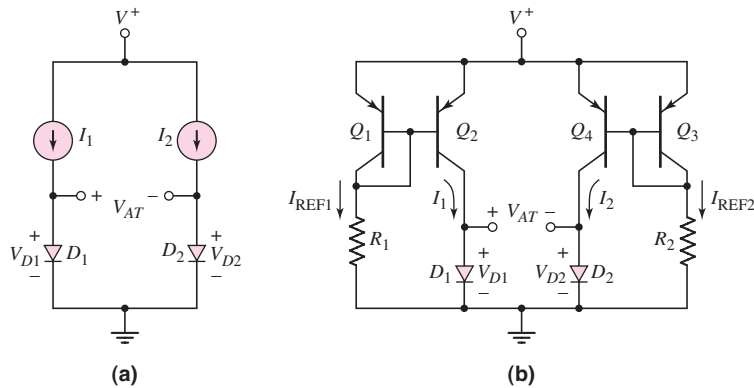 V+
I1
I2
+
VAT
−
+
VD1
−
D1
D2
+
VD2
−
(a)
V+
Q1
Q2
Q4
Q3
IREF1
I1
+
VAT
−
I2
IREF2
R1
D1
+
VD1
−
+
VD2
−
D2
R2
(b)